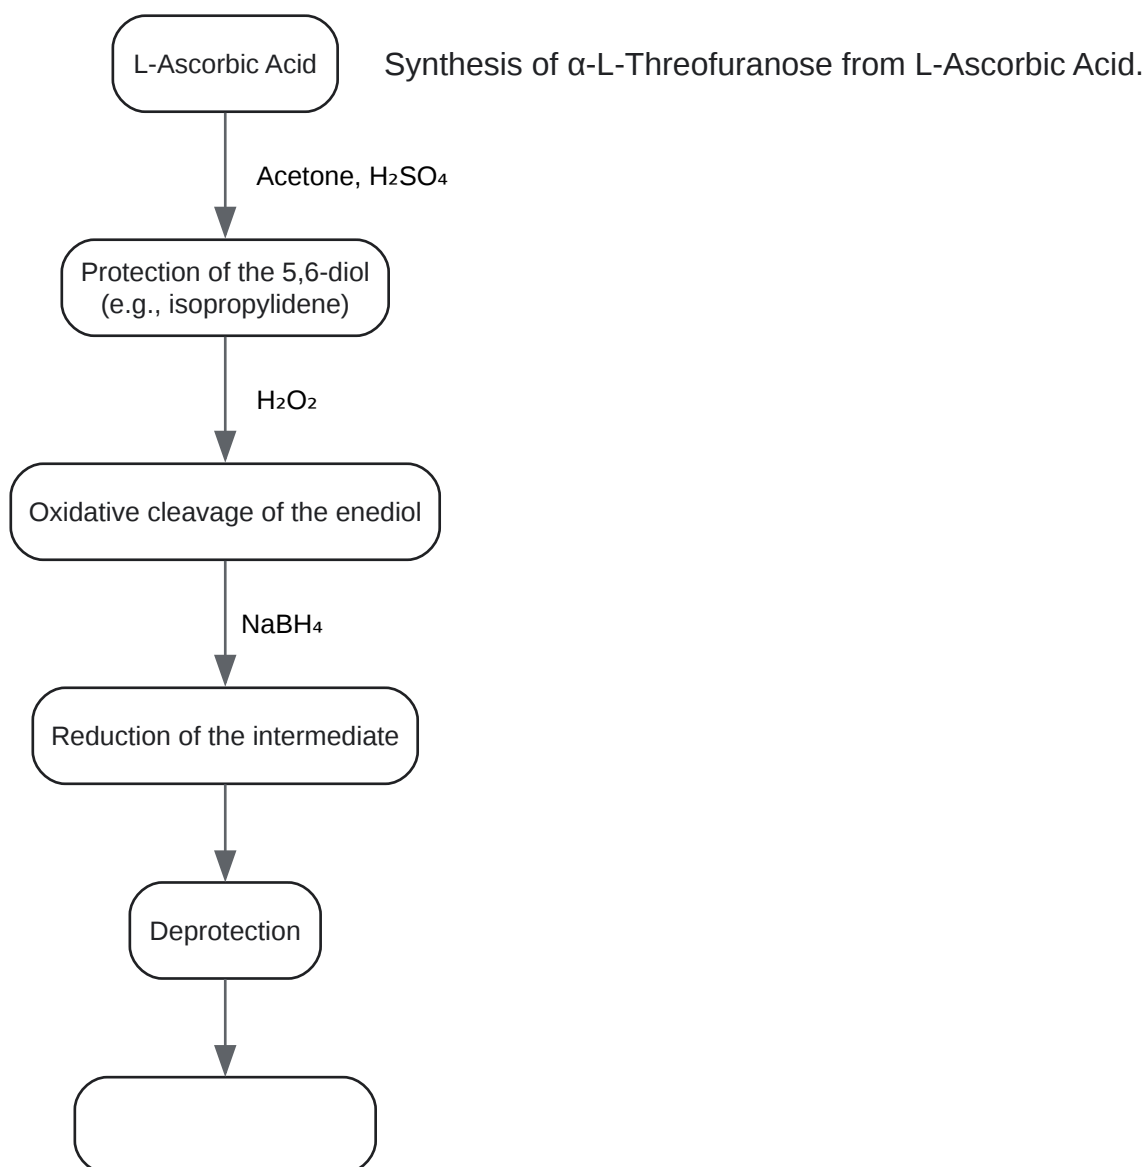 L-Ascorbic Acid
Synthesis of α-L-Threofuranose from L-Ascorbic Acid.
Acetone, H₂SO₄
Protection of the 5,6-diol
(e.g., isopropylidene)
H₂O₂
Oxidative cleavage of the enediol
NaBH₄
Reduction of the intermediate
Deprotection